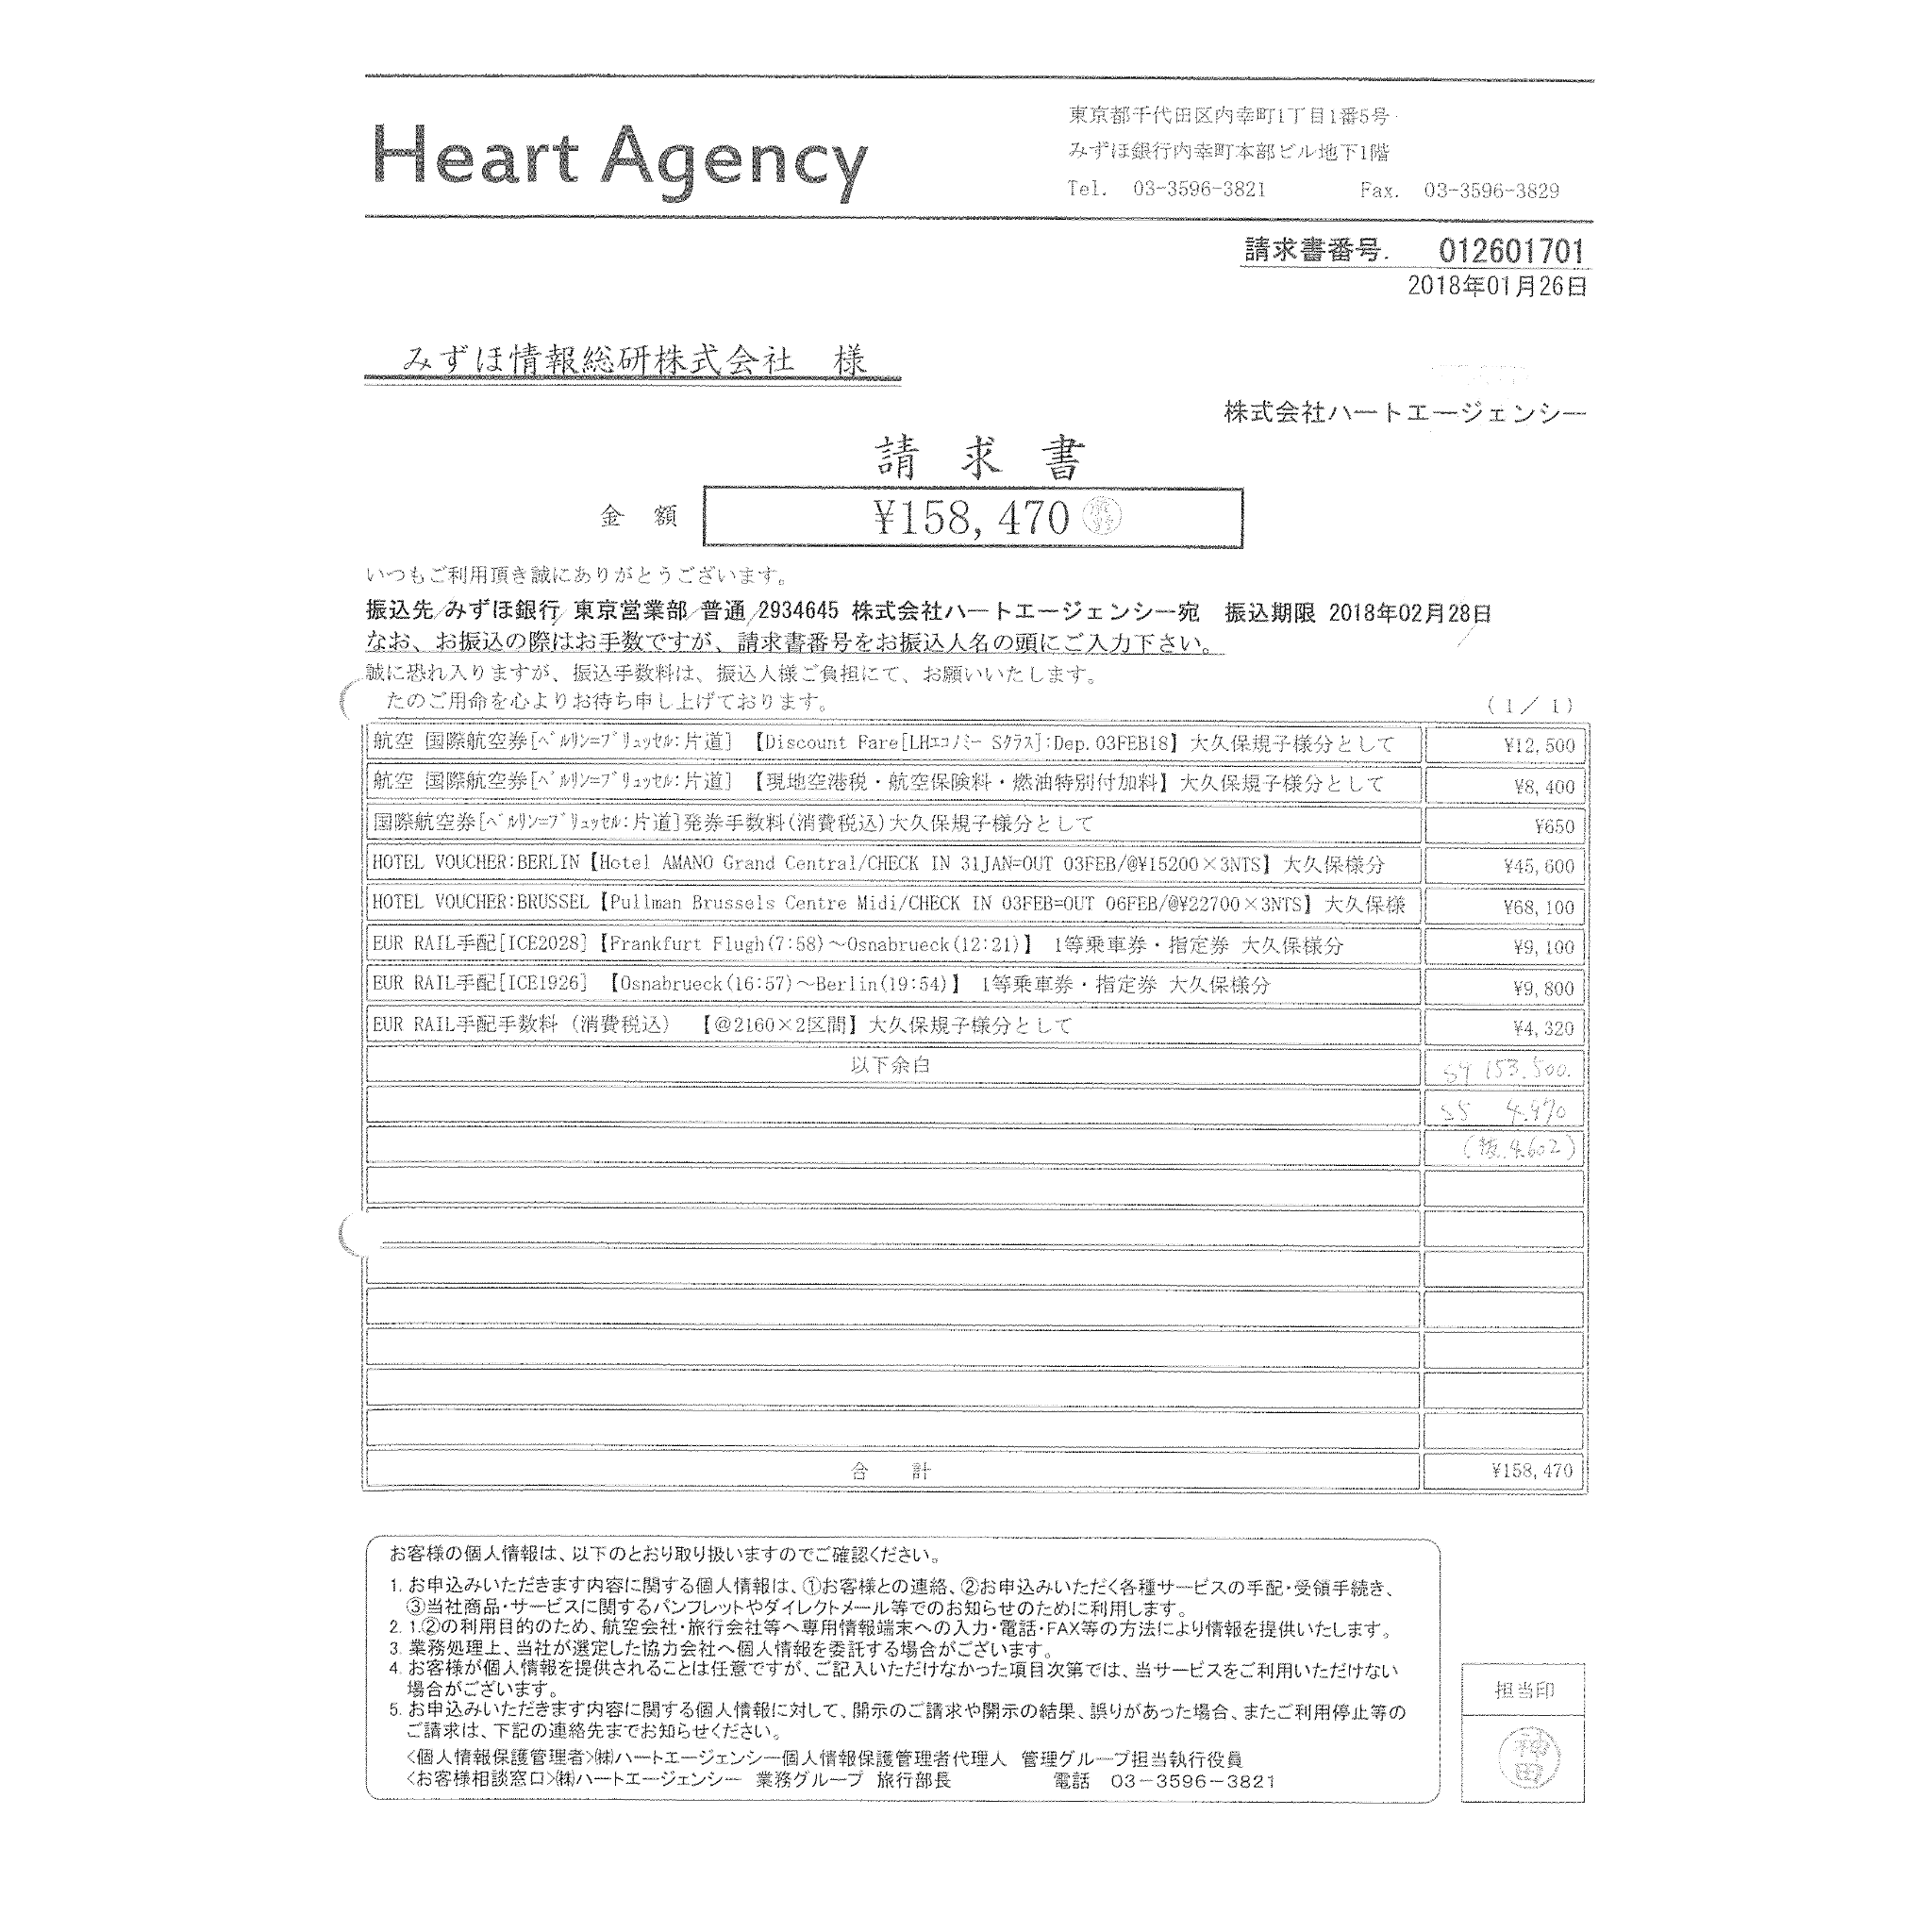 Heart Agency
東京都千代田区内幸町1丁目1番5号
みずほ銀行内幸町本部ビル地下1階
Tel. 03-3596-3821 Fax. 03-3596-3829
請求書番号. 012601701
2018年01月26日
みずほ情報総研株式会社 様
株式会社ハートエージェンシー
請 求 書
金 額 ¥158,470
いつもご利用頂き誠にありがとうございます。
振込先/みずほ銀行/東京営業部/普通/2934645 株式会社ハートエージェンシー宛 振込期限 2018年02月28日
なお、お振込の際はお手数ですが、請求書番号をお振込人名の頭にご入力下さい。
誠に恐れ入りますが、振込手数料は、振込人様ご負担にて、お願いいたします。
たのご用命を心よりお待ち申し上げております。 (1/ 1)
航空 国際航空券[ﾍﾞﾙﾘﾝ=ﾌﾞﾘｭｯｾﾙ:片道] 【Discount Fare[LHｴｺﾉﾐｰ Sｸﾗｽ]:Dep.03FEB18】大久保規子様分として ¥12,500
航空 国際航空券[ﾍﾞﾙﾘﾝ=ﾌﾞﾘｭｯｾﾙ:片道] 【現地空港税・航空保険料・燃油特別付加料】大久保規子様分として ¥8,400
国際航空券[ﾍﾞﾙﾘﾝ=ﾌﾞﾘｭｯｾﾙ:片道]発券手数料(消費税込)大久保規子様分として ¥650
HOTEL VOUCHER:BERLIN【Hotel AMANO Grand Central/CHECK IN 31JAN=OUT 03FEB/@¥15200×3NTS】大久保様分 ¥45,600
HOTEL VOUCHER:BRUSSEL【Pullman Brussels Centre Midi/CHECK IN 03FEB=OUT 06FEB/@¥22700×3NTS】大久保様 ¥68,100
EUR RAIL手配[ICE2028]【Frankfurt Flugh(7:58)～Osnabrueck(12:21)】 1等乗車券・指定券 大久保様分 ¥9,100
EUR RAIL手配[ICE1926] 【Osnabrueck(16:57)～Berlin(19:54)】 1等乗車券・指定券 大久保様分 ¥9,800
EUR RAIL手配手数料(消費税込) 【@2160×2区間】大久保規子様分として ¥4,320
以下余白 S4 153,500.
S5 4,970
(抜.4,602)
合 計 ¥158,470
お客様の個人情報は、以下のとおり取り扱いますのでご確認ください。
1. お申込みいただきます内容に関する個人情報は、①お客様との連絡、②お申込みいただく各種サービスの手配・受領手続き、
③当社商品・サービスに関するパンフレットやダイレクトメール等でのお知らせのために利用します。
2. 1.②の利用目的のため、航空会社・旅行会社等へ専用情報端末への入力・電話・FAX等の方法により情報を提供いたします。
3. 業務処理上、当社が選定した協力会社へ個人情報を委託する場合がございます。
4. お客様が個人情報を提供されることは任意ですが、ご記入いただけなかった項目次第では、当サービスをご利用いただけない
場合がございます。
5. お申込みいただきます内容に関する個人情報に対して、開示のご請求や開示の結果、誤りがあった場合、またご利用停止等の
ご請求は、下記の連絡先までお知らせください。
<個人情報保護管理者>㈱ハートエージェンシー個人情報保護管理者代理人 管理グループ担当執行役員
<お客様相談窓口>㈱ハートエージェンシー 業務グループ 旅行部長 電話 03－3596－3821
担当印
神田